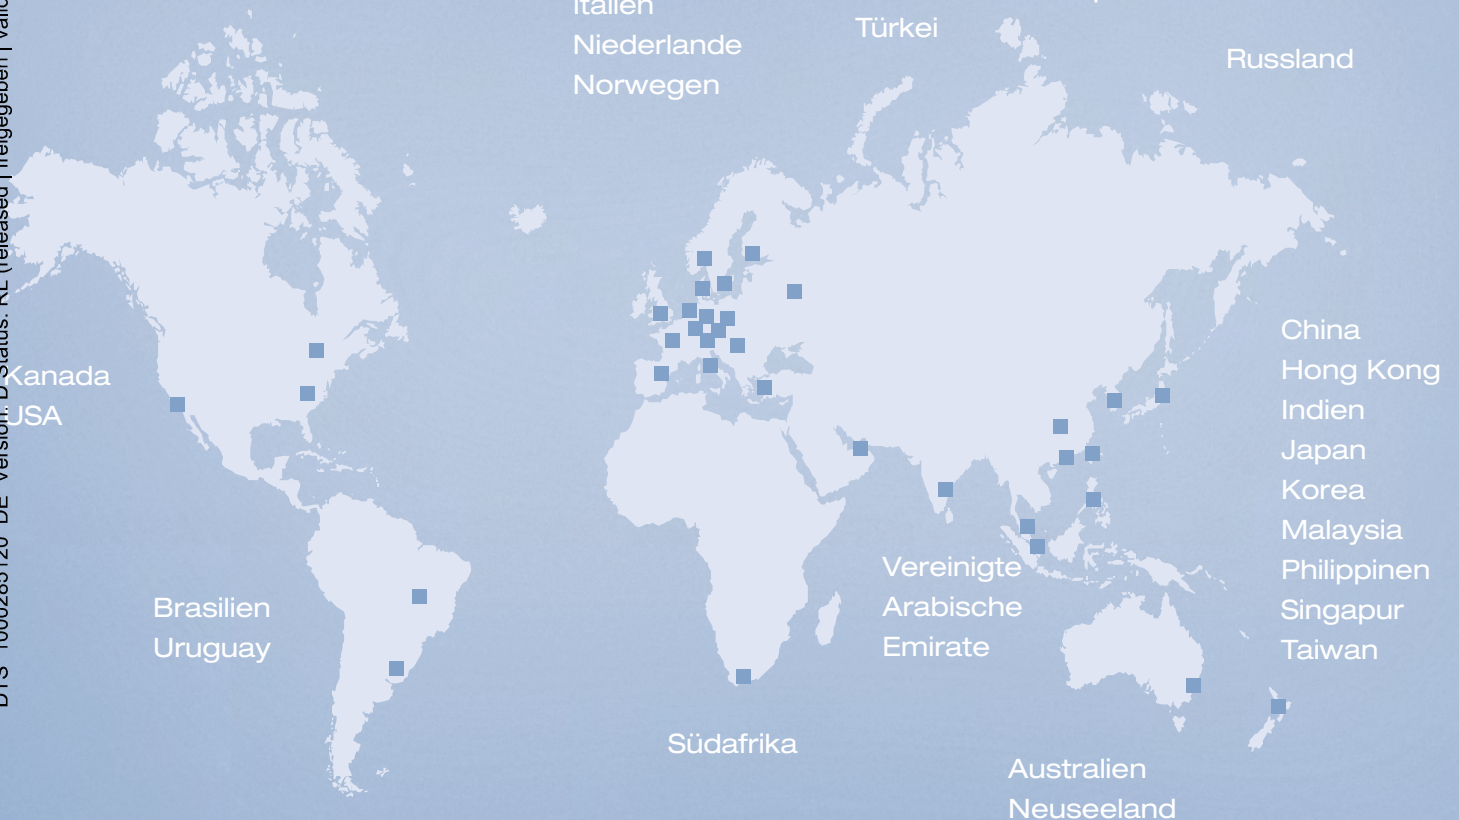 Italien
Niederlande
Norwegen
Türkei
Russland
Kanada
USA
China
Hong Kong
Indien
Japan
Korea
Malaysia
Philippinen
Singapur
Taiwan
Brasilien
Uruguay
Vereinigte
Arabische
Emirate
Südafrika
Australien
Neuseeland